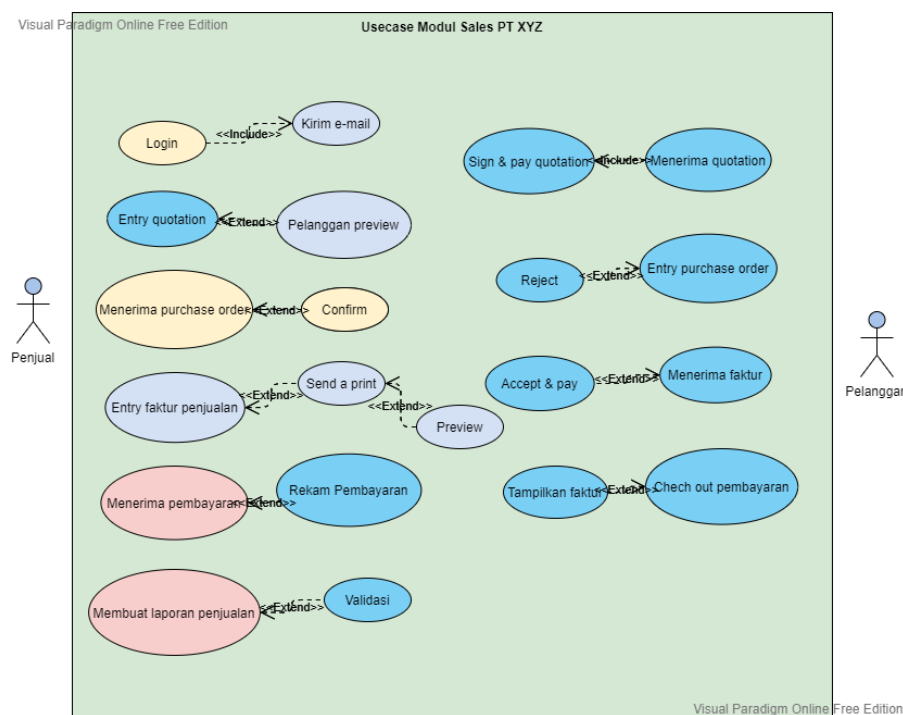 Visual Paradigm Online Free Edition
Usecase Modul Sales PT XYZ
Login
<<Include>>
Kirim e-mail
Sign & pay quotation
<<Include>>
Menerima quotation
Entry quotation
<<Extend>>
Pelanggan preview
Reject
<<Extend>>
Entry purchase order
Menerima purchase order
<<Extend>>
Confirm
Penjual
Pelanggan
Entry faktur penjualan
<<Extend>>
Send a print
<<Extend>>
Preview
Accept & pay
<<Extend>>
Menerima faktur
Menerima pembayaran
<<Extend>>
Rekam Pembayaran
Tampilkan faktur
<<Extend>>
Chech out pembayaran
Membuat laporan penjualan
<<Extend>>
Validasi
Visual Paradigm Online Free Edition